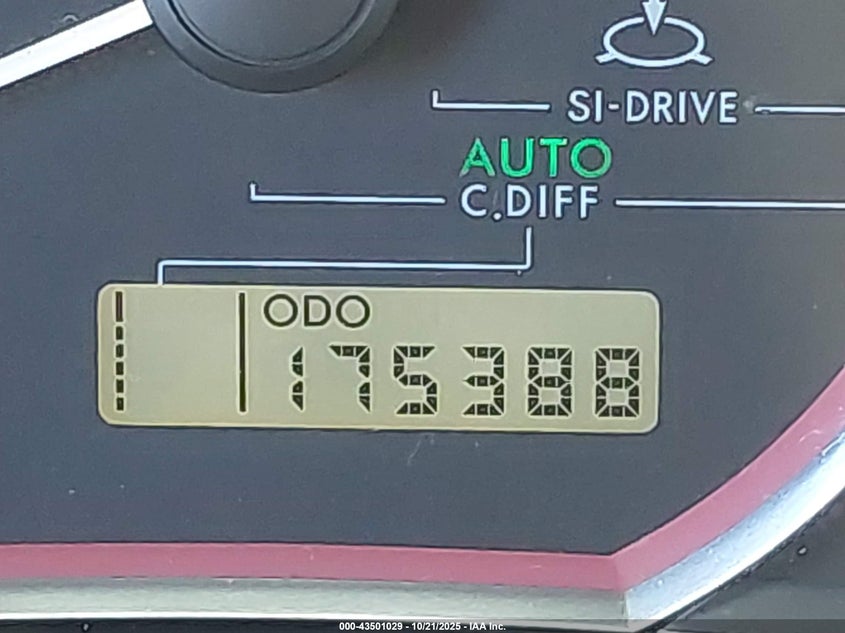 SI-DRIVE
AUTO
C.DIFF
ODO
175388
000-43501029 - 10/21/2025 - IAA Inc.